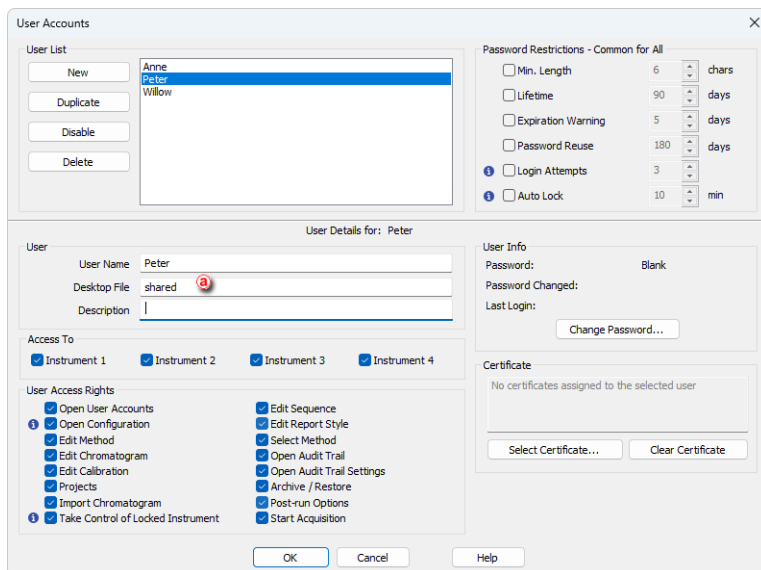 User Accounts
User List
New
Duplicate
Disable
Delete
Anne
Peter
Willow
Password Restrictions - Common for All
Min. Length 6 chars
Lifetime 90 days
Expiration Warning 5 days
Password Reuse 180 days
Login Attempts 3
Auto Lock 10 min
User Details for: Peter
User
User Name Peter
Desktop File shared a
Description
User Info
Password: Blank
Password Changed:
Last Login:
Change Password...
Access To
Instrument 1 Instrument 2 Instrument 3 Instrument 4
Certificate
No certificates assigned to the selected user
Select Certificate... Clear Certificate
User Access Rights
Open User Accounts Edit Sequence
Open Configuration Edit Report Style
Edit Method Select Method
Edit Chromatogram Open Audit Trail
Edit Calibration Open Audit Trail Settings
Projects Archive / Restore
Import Chromatogram Post-run Options
Take Control of Locked Instrument Start Acquisition
OK Cancel Help